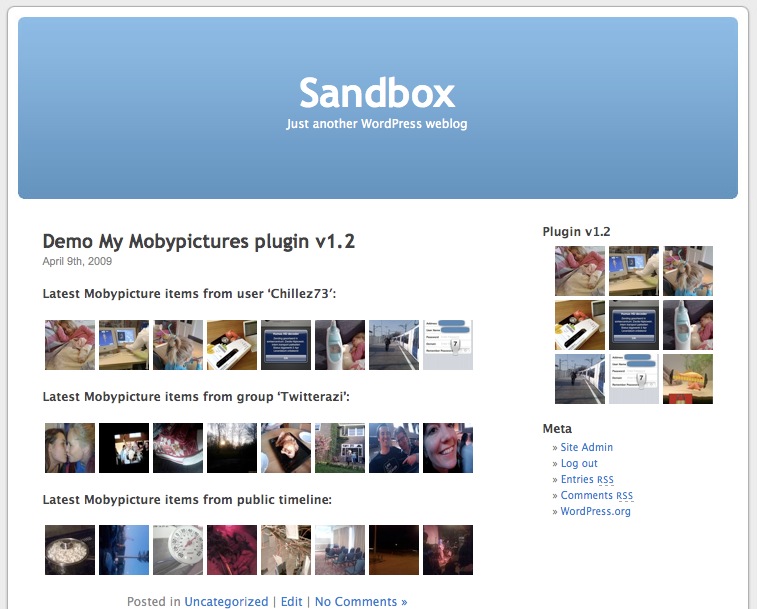 Sandbox
Just another WordPress weblog
Demo My Mobypictures plugin v1.2
April 9th, 2009
Latest Mobypicture items from user ‘Chillez73’:
Latest Mobypicture items from group ‘Twitterazi’:
Latest Mobypicture items from public timeline:
Posted in Uncategorized | Edit | No Comments »
Plugin v1.2
Meta
» Site Admin
» Log out
» Entries RSS
» Comments RSS
» WordPress.org